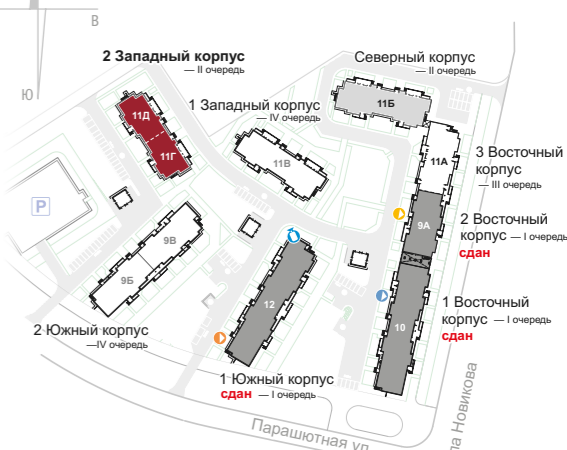 В
Ю
2 Западный корпус
— II очередь
Северный корпус
— II очередь
11Б
11Д
11Г
1 Западный корпус
— IV очередь
11В
11А
3 Восточный
корпус
— III очередь
P
9А
2 Восточный
корпус — I очередь
сдан
9В
9Б
12
10
1 Восточный
корпус — I очередь
сдан
2 Южный корпус
—IV очередь
1 Южный корпус
сдан — I очередь
Парашютная ул
ла Новикова